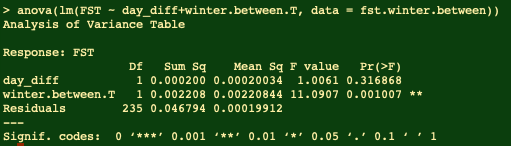 > anova(lm(FST ~ day_diff+winter.between.T, data = fst.winter.between))
Analysis of Variance Table

Response: FST
                  Df   Sum Sq    Mean Sq F value   Pr(>F)
day_diff           1 0.000200 0.00020034  1.0061 0.316868
winter.between.T   1 0.002208 0.00220844 11.0907 0.001007 **
Residuals        235 0.046794 0.00019912
---
Signif. codes:  0 ‘***’ 0.001 ‘**’ 0.01 ‘*’ 0.05 ‘.’ 0.1 ‘ ’ 1